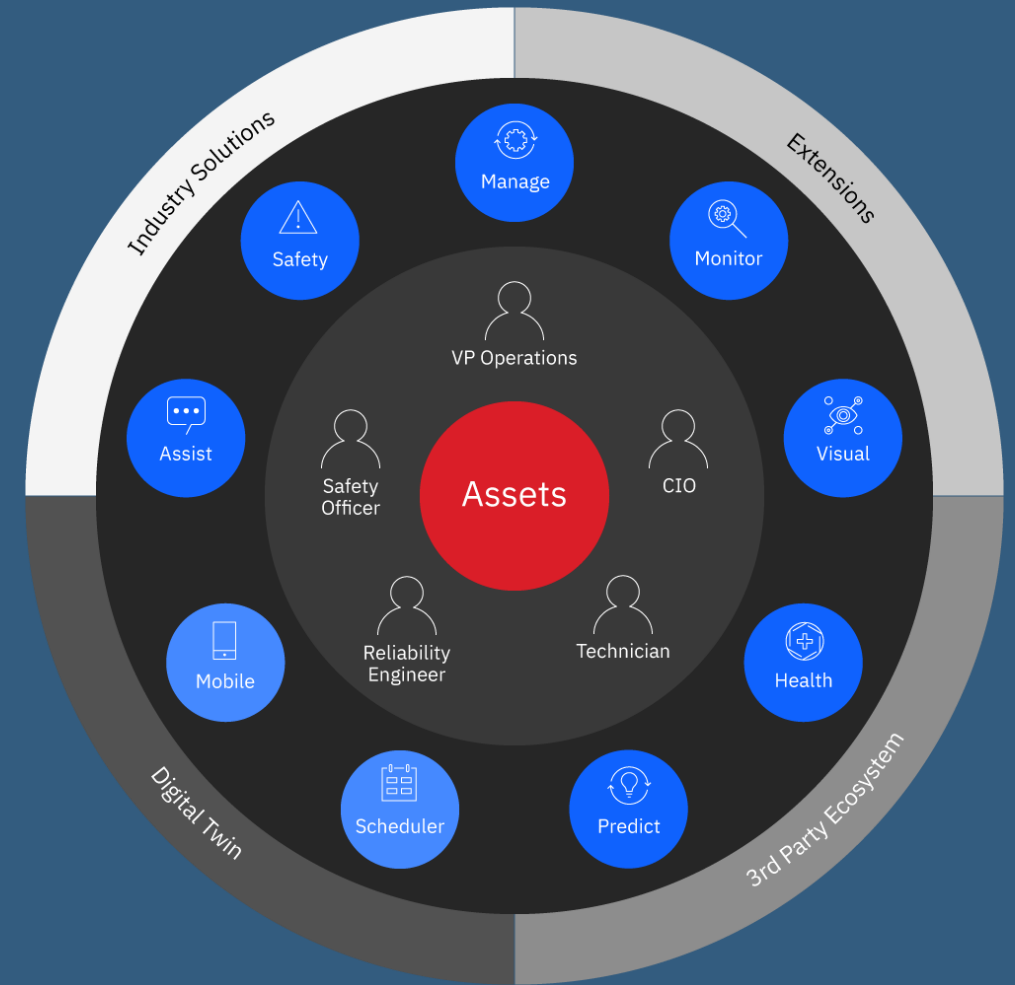 Industry Solutions
Extensions
Manage
Safety
Monitor
VP Operations
Assist
Visual
Safety
Officer
Assets
CIO
Reliability
Engineer
Technician
Mobile
Health
Scheduler
Predict
Digital Twin
3rd Party Ecosystem